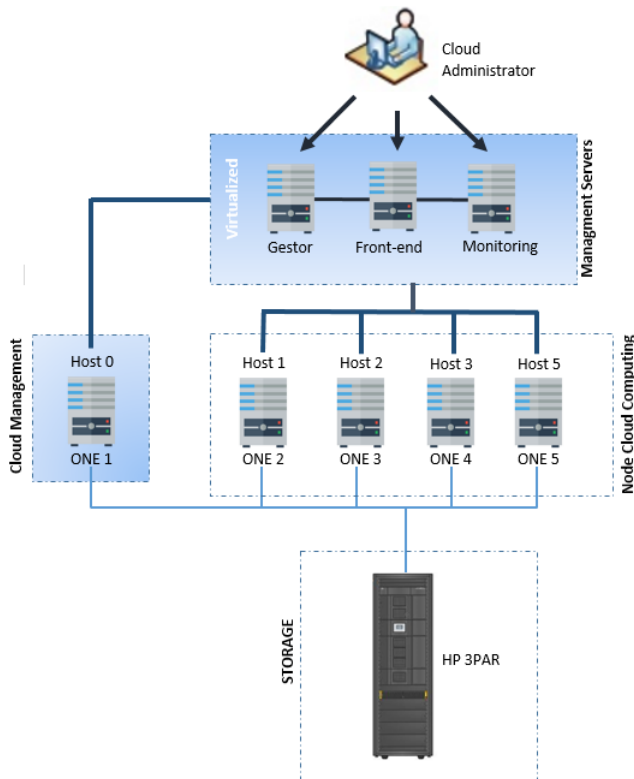 Cloud
Administrator
Virtualized
Gestor
Front-end
Monitoring
Managment Servers
Cloud Management
Host 0
ONE 1
Host 1
Host 2
Host 3
Host 5
ONE 2
ONE 3
ONE 4
ONE 5
Node Cloud Computing
STORAGE
HP 3PAR